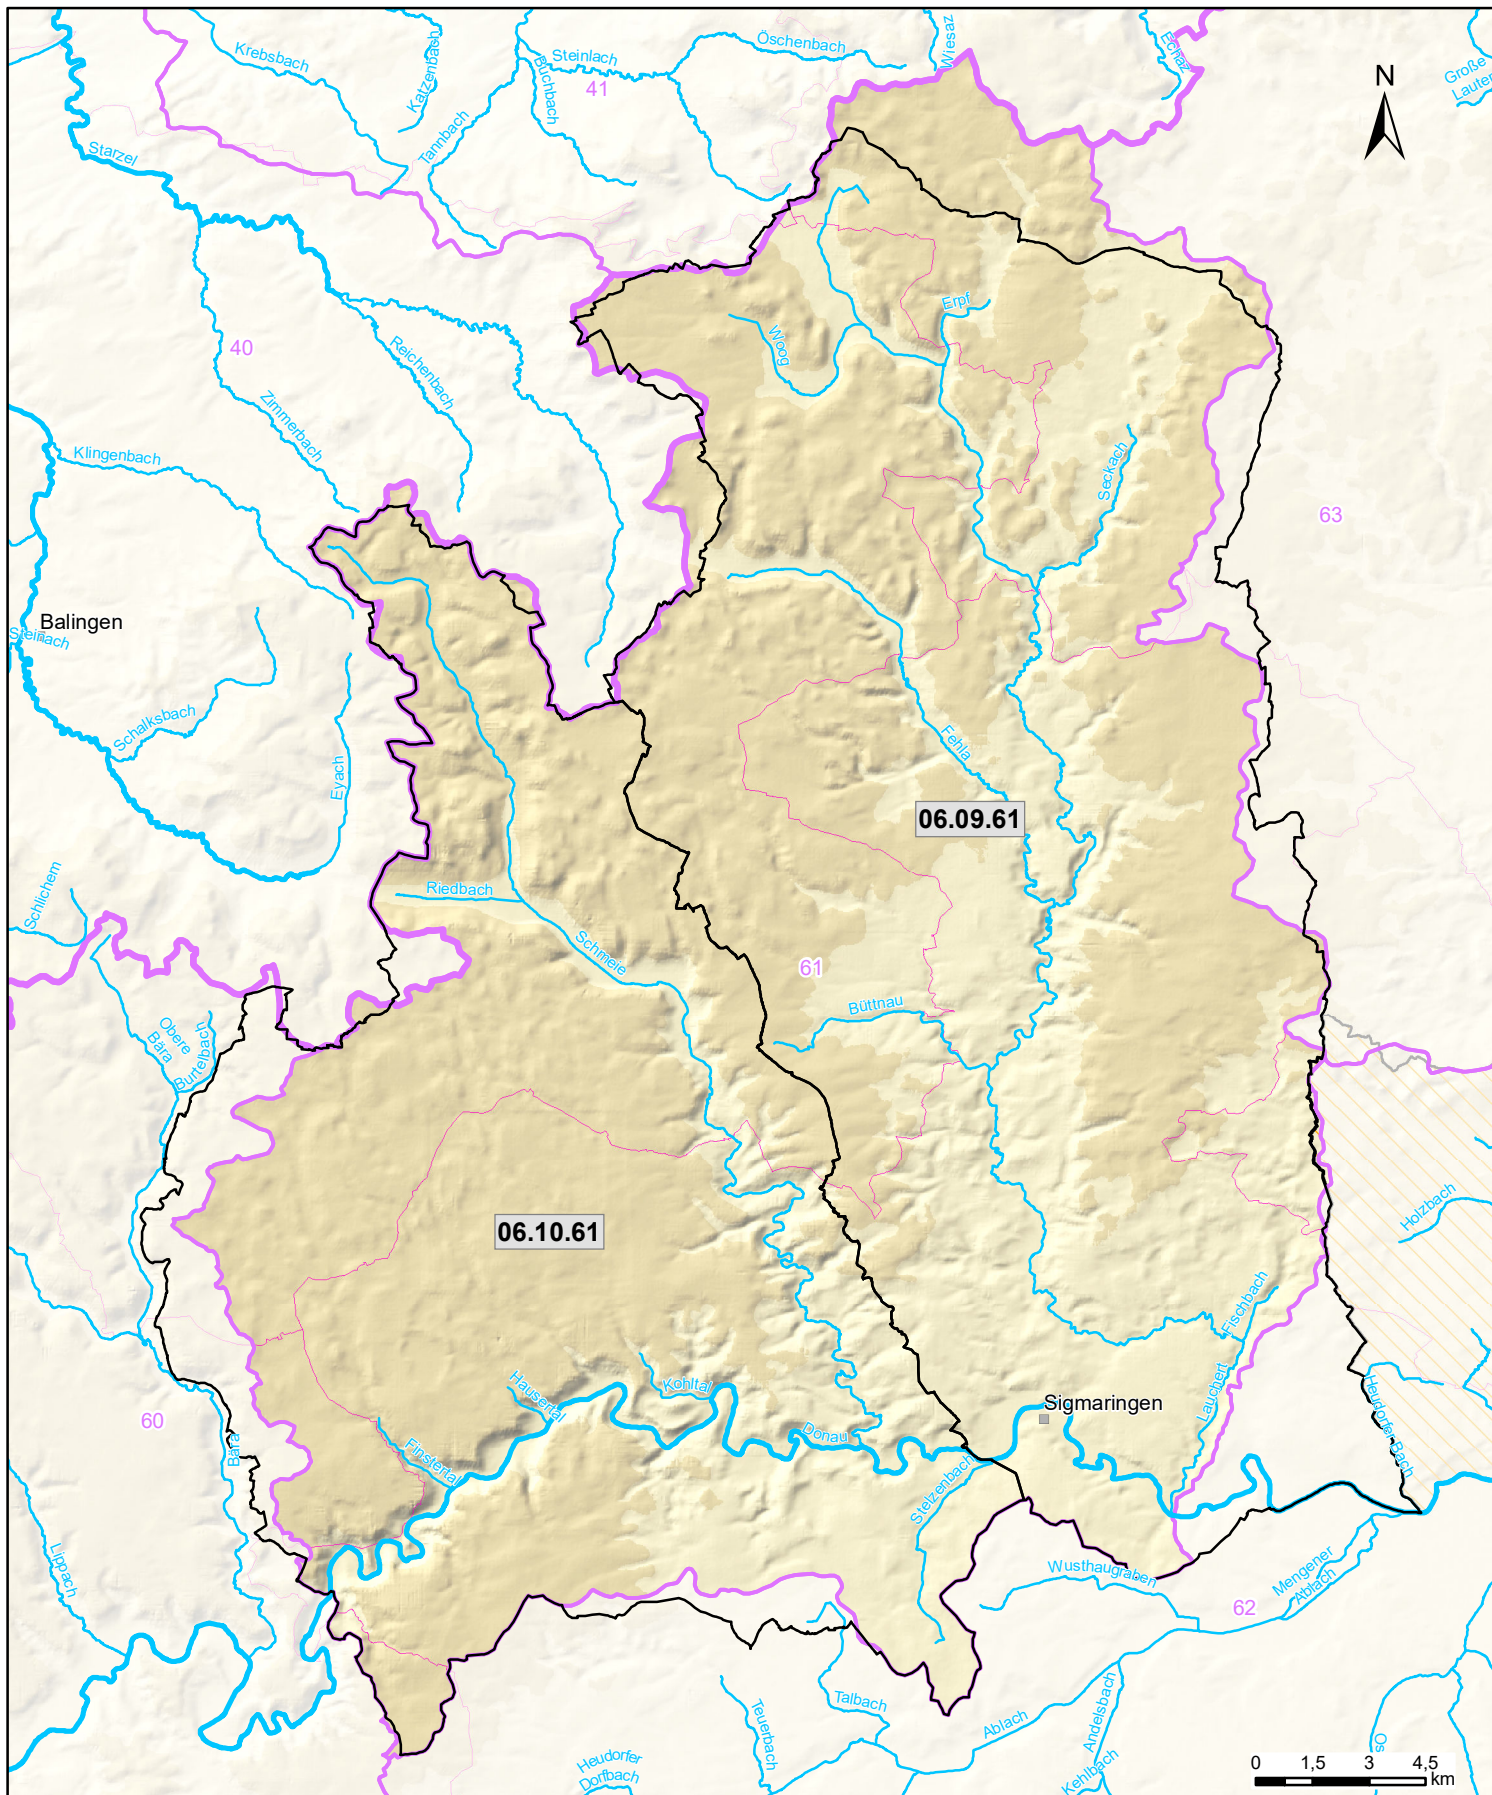 Krebsbach
Katzenbach
Steinlach
Buchbach
Öschenbach
Wiesaz
Echaz
Große
Lauter
41
N
Tannbach
Starzel
40
Reichenbach
Zimmerbach
Erpf
Woog
Klingenbach
Seckach
63
Balingen
Steinach
Schalksbach
Eyach
Fehla
06.09.61
Schlichem
Riedbach
Schmeie
61
Büttnau
Obere
Bära
Burtelbach
Holzbach
06.10.61
Fischbach
Lauchert
Heudorfer Bach
60
Bära
Hausertal
Kohltal
Donau
Sigmaringen
Finstertal
Stelzenbach
Lippach
Wusthaugraben
Mengener
Ablach
62
Talbach
Teuerbach
Ablach
Andelsbach
Kehlbach
Heudorfer
Dorfbach
Os
0 1,5 3 4,5
km